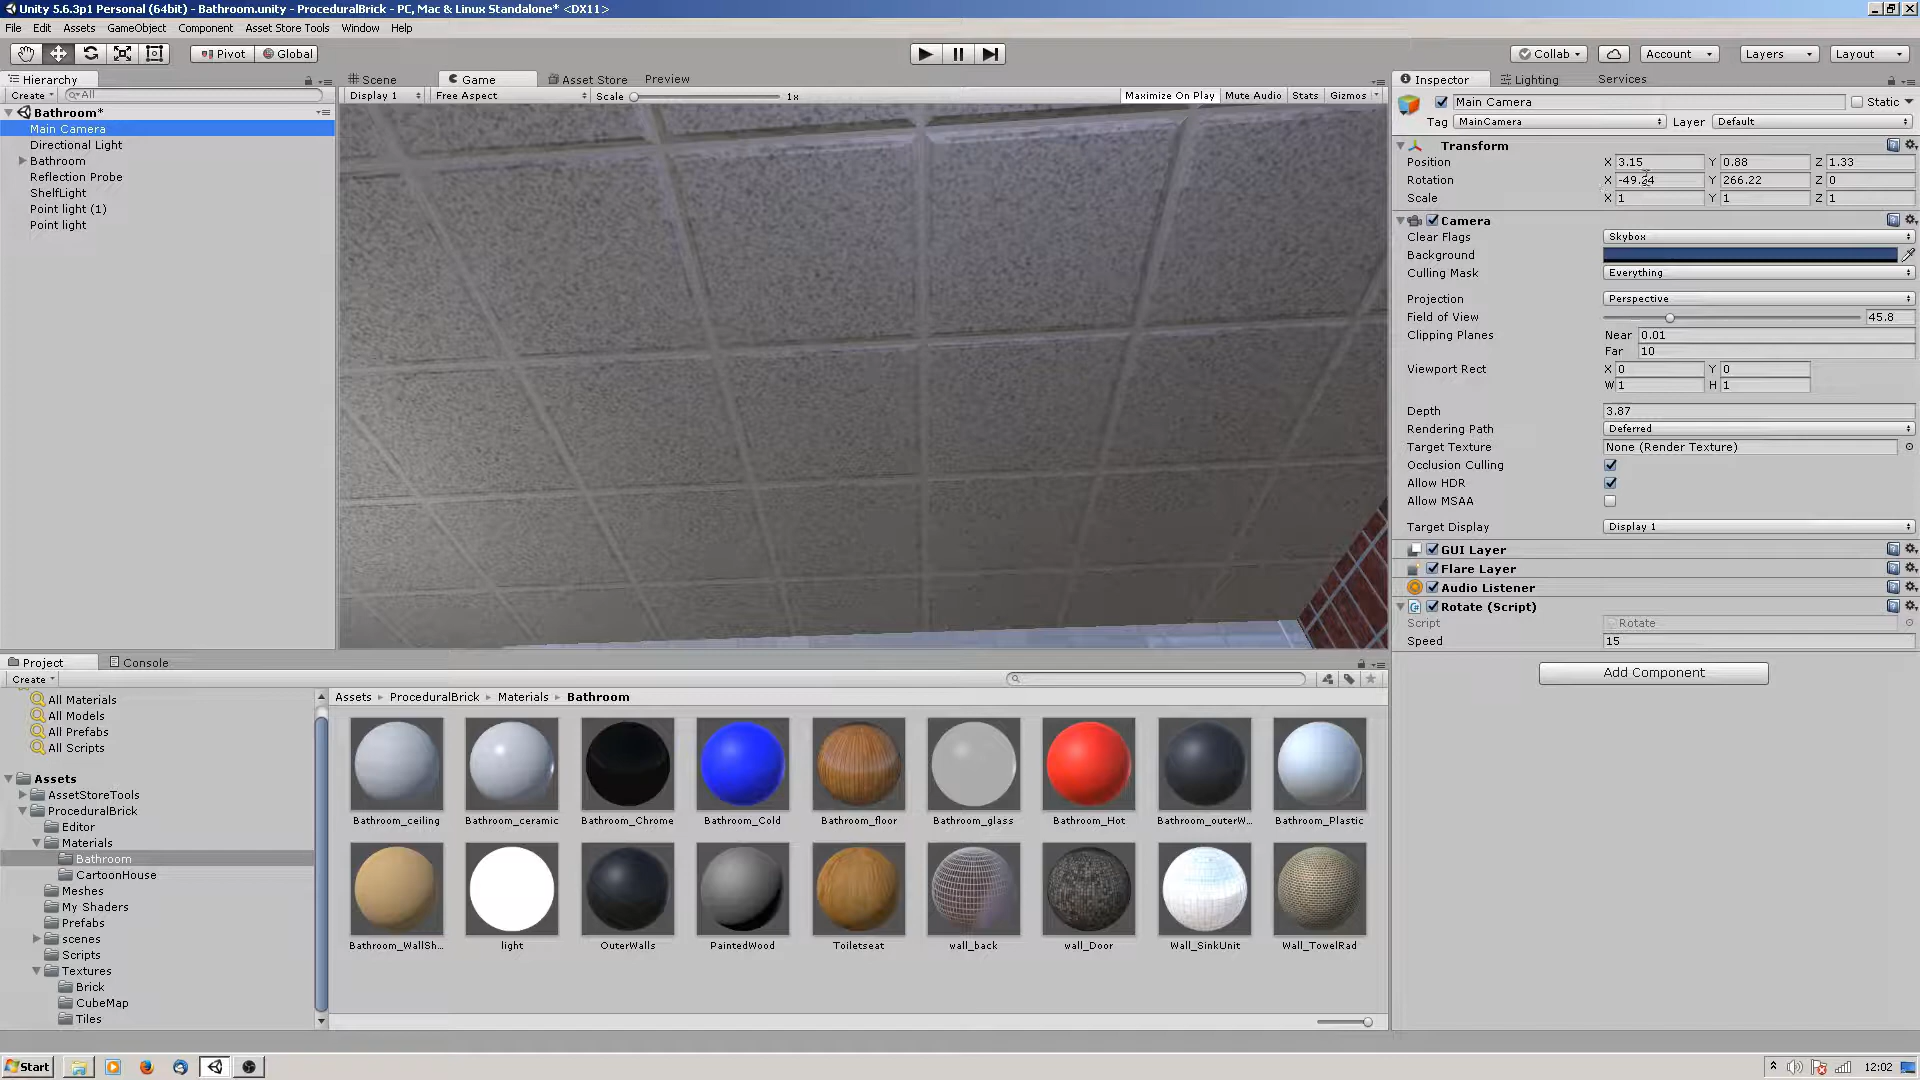 Unity 5.6.3p1 Personal (64bit) - Bathroom.unity - ProceduralBrick - PC, Mac & Linux Standalone* <DX11>
File Edit Assets GameObject Component Asset Store Tools Window Help
Pivot Global Collab Account Layers Layout
Hierarchy
Create All
Bathroom*
Main Camera
Directional Light
Bathroom
Reflection Probe
ShelfLight
Point light (1)
Point light
Scene Game Asset Store Preview
Display 1 Free Aspect Scale 1x Maximize On Play Mute Audio Stats Gizmos
Inspector Lighting Services
Main Camera Static
Tag MainCamera Layer Default
Transform
Position X 3.15 Y 0.88 Z 1.33
Rotation X -49.24 Y 266.22 Z 0
Scale X 1 Y 1 Z 1
Camera
Clear Flags Skybox
Background
Culling Mask Everything
Projection Perspective
Field of View 45.8
Clipping Planes Near 0.01
Far 10
Viewport Rect X 0 Y 0
W 1 H 1
Depth 3.87
Rendering Path Deferred
Target Texture None (Render Texture)
Occlusion Culling
Allow HDR
Allow MSAA
Target Display Display 1
GUI Layer
Flare Layer
Audio Listener
Rotate (Script)
Script Rotate
Speed 15
Add Component
Project Console
Create
All Materials
All Models
All Prefabs
All Scripts
Assets
AssetStoreTools
ProceduralBrick
Editor
Materials
Bathroom
CartoonHouse
Meshes
My Shaders
Prefabs
scenes
Scripts
Textures
Brick
CubeMap
Tiles
Assets ProceduralBrick Materials Bathroom
Bathroom_ceiling Bathroom_ceramic Bathroom_Chrome Bathroom_Cold Bathroom_floor Bathroom_glass Bathroom_Hot Bathroom_outerW... Bathroom_Plastic
Bathroom_WallSh... light OuterWalls PaintedWood Toiletseat wall_back wall_Door Wall_SinkUnit Wall_TowelRad
Start 12:02